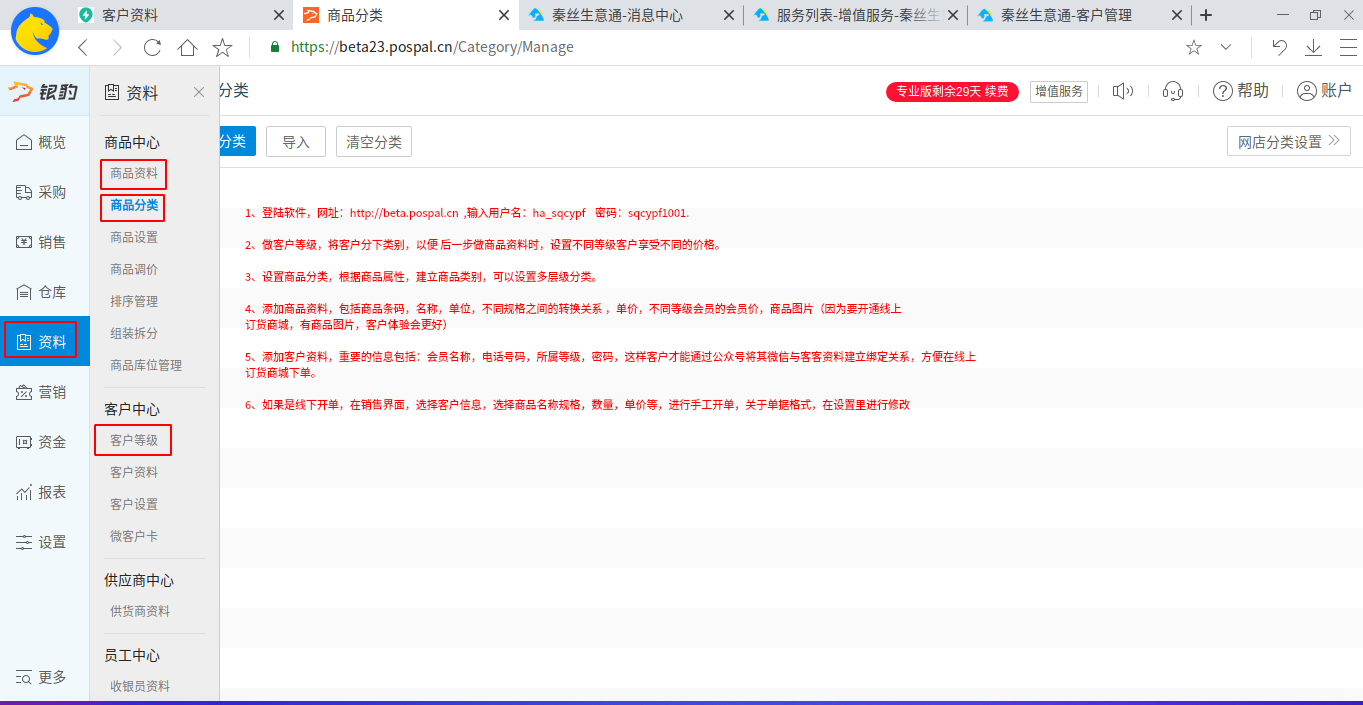 客户资料
商品分类
秦丝生意通-消息中心
服务列表-增值服务-秦丝生
秦丝生意通-客户管理
https://beta23.pospal.cn/Category/Manage
银豹
资料
分类
专业版剩余29天 续费
增值服务
帮助
账户
概览
采购
销售
仓库
资料
营销
资金
报表
设置
更多
商品中心
商品资料
商品分类
商品设置
商品调价
排序管理
组装拆分
商品库位管理
客户中心
客户等级
客户资料
客户设置
微客户卡
供应商中心
供货商资料
员工中心
收银员资料
分类
导入
清空分类
网店分类设置
1、登陆软件，网址：http://beta.pospal.cn ,输入用户名：ha_sqcypf 密码：sqcypf1001.
2、做客户等级，将客户分下类别，以便 后一步做商品资料时，设置不同等级客户享受不同的价格。
3、设置商品分类，根据商品属性，建立商品类别，可以设置多层级分类。
4、添加商品资料，包括商品条码，名称，单位，不同规格之间的转换关系 ，单价，不同等级会员的会员价，商品图片（因为要开通线上
订货商城，有商品图片，客户体验会更好）
5、添加客户资料，重要的信息包括：会员名称，电话号码，所属等级，密码，这样客户才能通过公众号将其微信与客客资料建立绑定关系，方便在线上
订货商城下单。
6、如果是线下开单，在销售界面，选择客户信息，选择商品名称规格，数量，单价等，进行手工开单，关于单据格式，在设置里进行修改